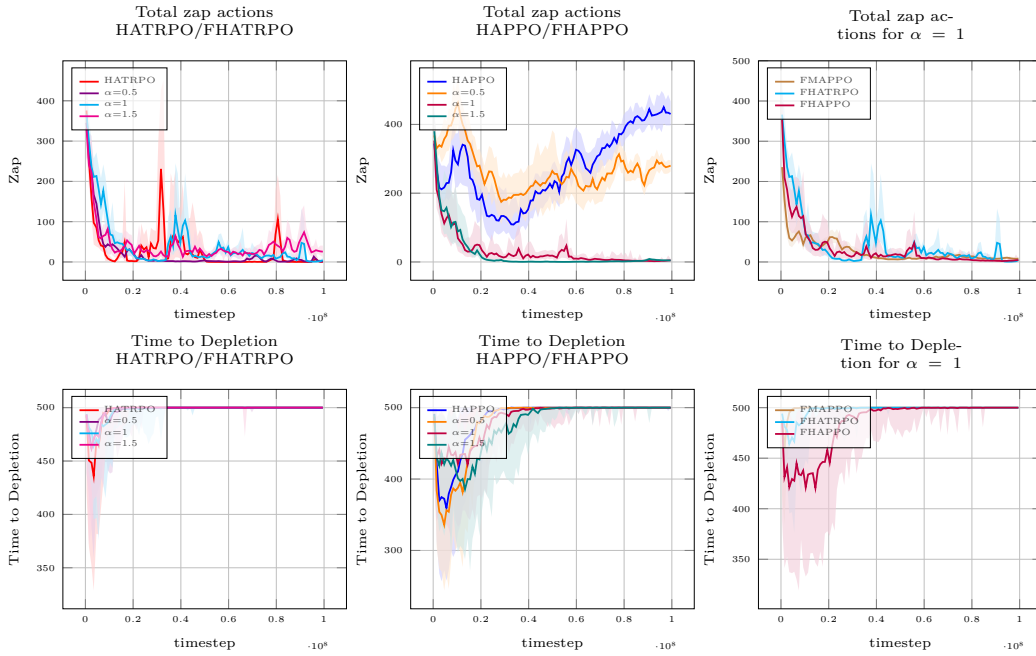 Total zap actions
HATRPO/FHATRPO
Zap
400
300
200
100
0
HATRPO
α=0.5
α=1
α=1.5
0 0.2 0.4 0.6 0.8 1
timestep
·10⁸
Total zap actions
HAPPO/FHAPPO
400
200
0
HAPPO
α=0.5
α=1
α=1.5
0 0.2 0.4 0.6 0.8 1
timestep
·10⁸
Total zap ac-
tions for α = 1
Zap
500
400
300
200
100
0
FMAPPO
FHATRPO
FHAPPO
0 0.2 0.4 0.6 0.8 1
timestep
·10⁸
Time to Depletion
HATRPO/FHATRPO
Time to Depletion
500
450
400
350
HATRPO
α=0.5
α=1
α=1.5
0 0.2 0.4 0.6 0.8 1
timestep
·10⁸
Time to Depletion
HAPPO/FHAPPO
Time to Depletion
500
400
300
HAPPO
α=0.5
α=1
α=1.5
0 0.2 0.4 0.6 0.8 1
timestep
·10⁸
Time to Deple-
tion for α = 1
Time to Depletion
500
450
400
350
FMAPPO
FHATRPO
FHAPPO
0 0.2 0.4 0.6 0.8 1
timestep
·10⁸